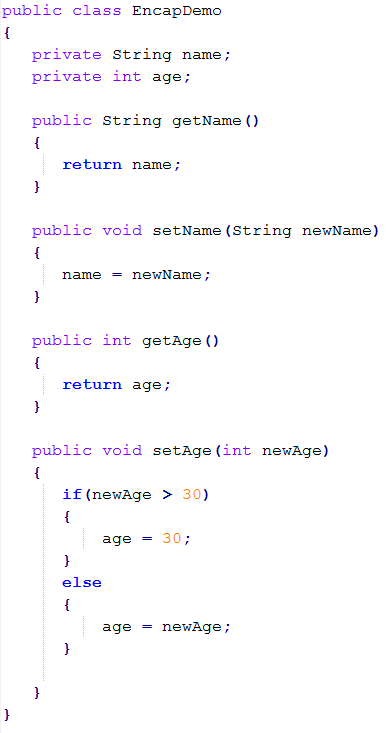 public class EncapDemo
{
private String name;
private int age;
public String getName()
{
return name;
}
public void setName(String newName)
{
name = newName;
}
public int getAge()
{
return age;
}
public void setAge(int newAge)
{
if(newAge > 30)
{
age = 30;
}
else
{
age = newAge;
}
}
}